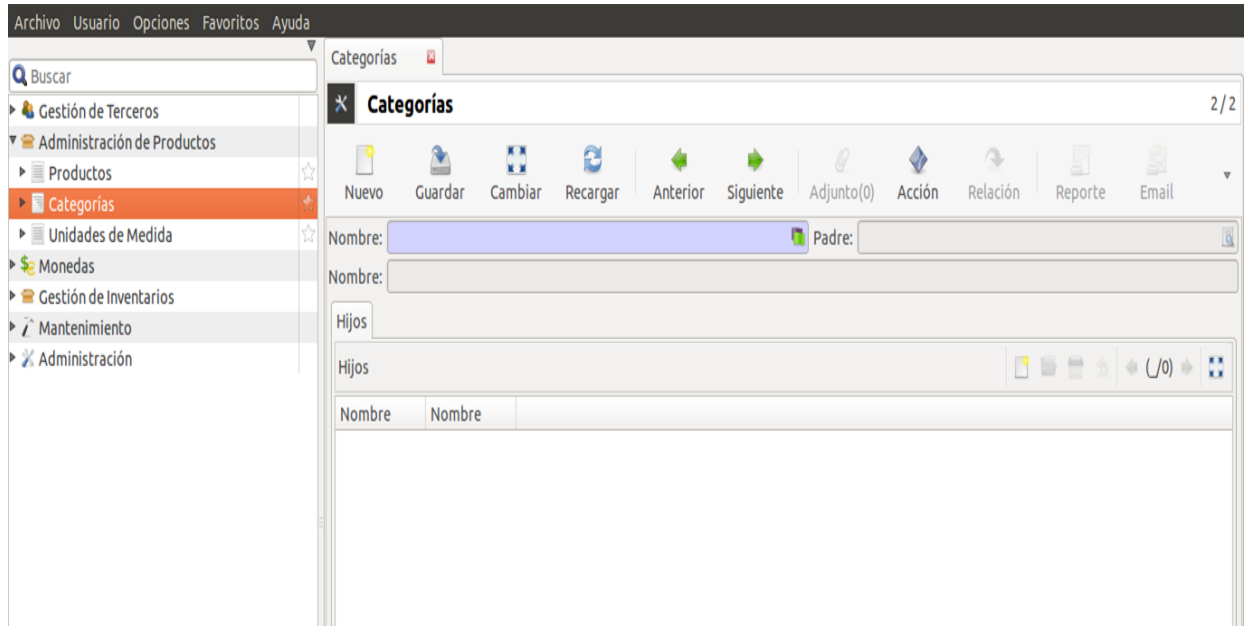 Archivo Usuario Opciones Favoritos Ayuda
Buscar
Gestión de Terceros
Administración de Productos
Productos
Categorías
Unidades de Medida
Monedas
Gestión de Inventarios
Mantenimiento
Administración
Categorías
Categorías 2/2
Nuevo Guardar Cambiar Recargar Anterior Siguiente Adjunto(0) Acción Relación Reporte Email
Nombre: Padre:
Nombre:
Hijos
Hijos (_/0)
Nombre Nombre